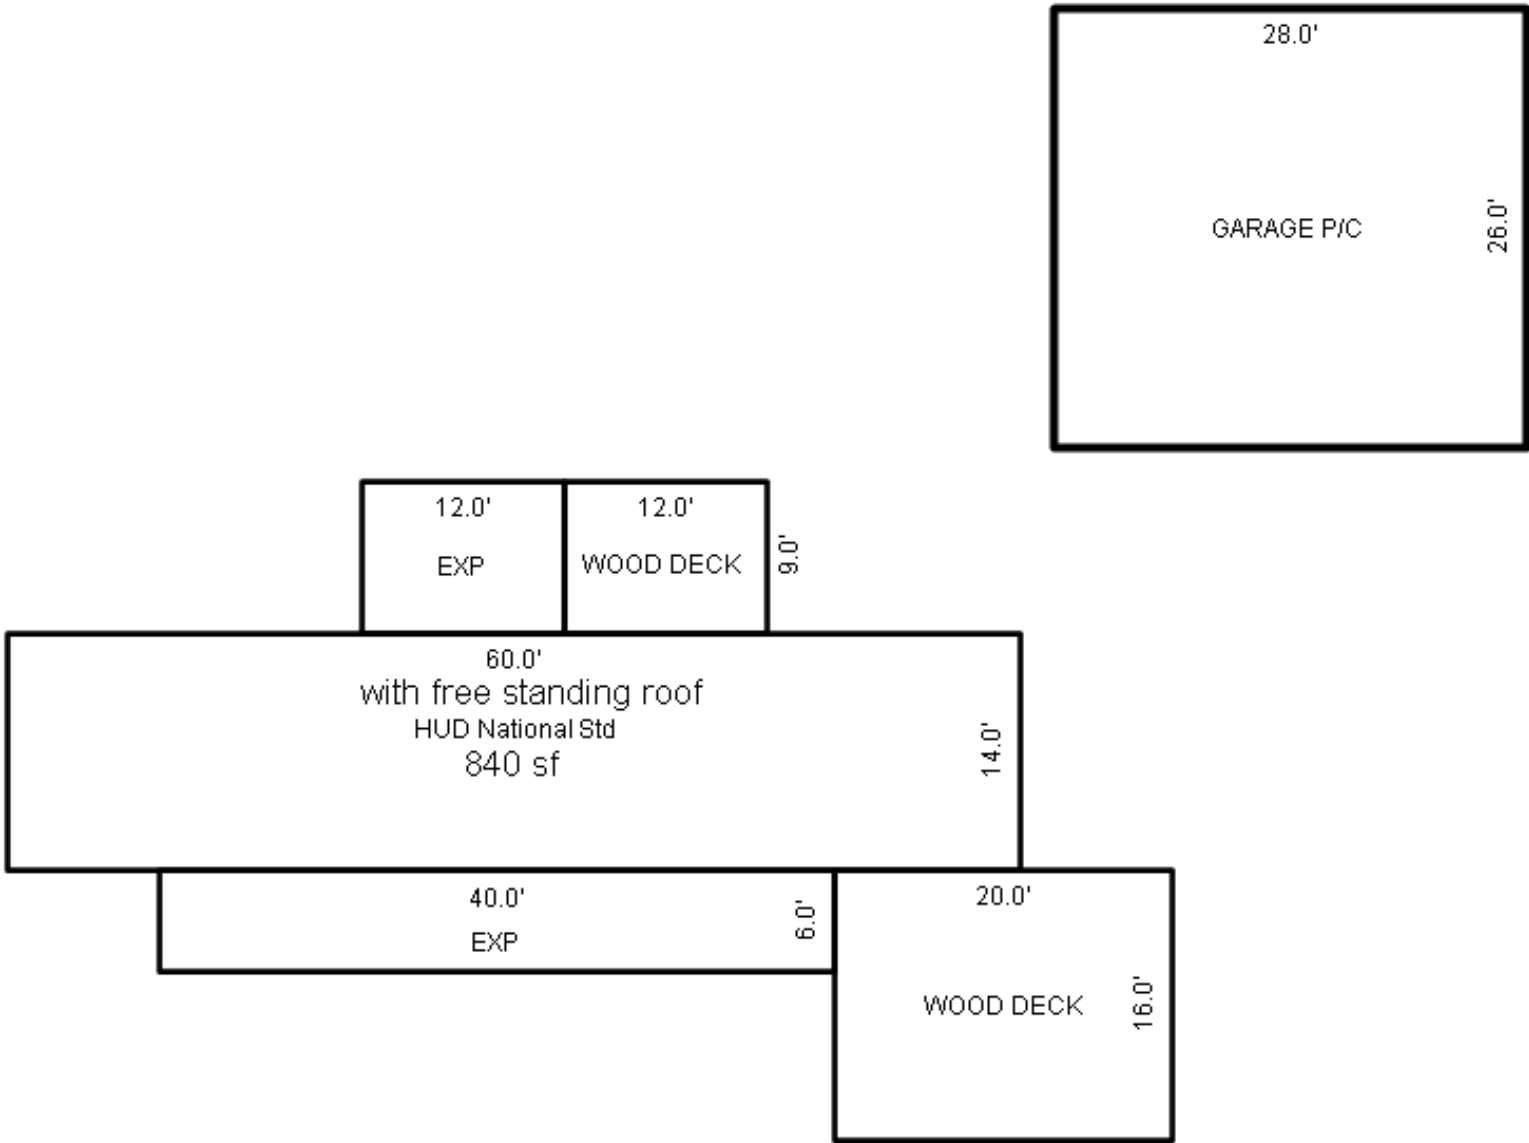 28.0'
GARAGE P/C
26.0'
12.0'
12.0'
EXP
WOOD DECK
9.0'
60.0'
with free standing roof
HUD National Std
840 sf
14.0'
40.0'
6.0'
EXP
20.0'
WOOD DECK
16.0'